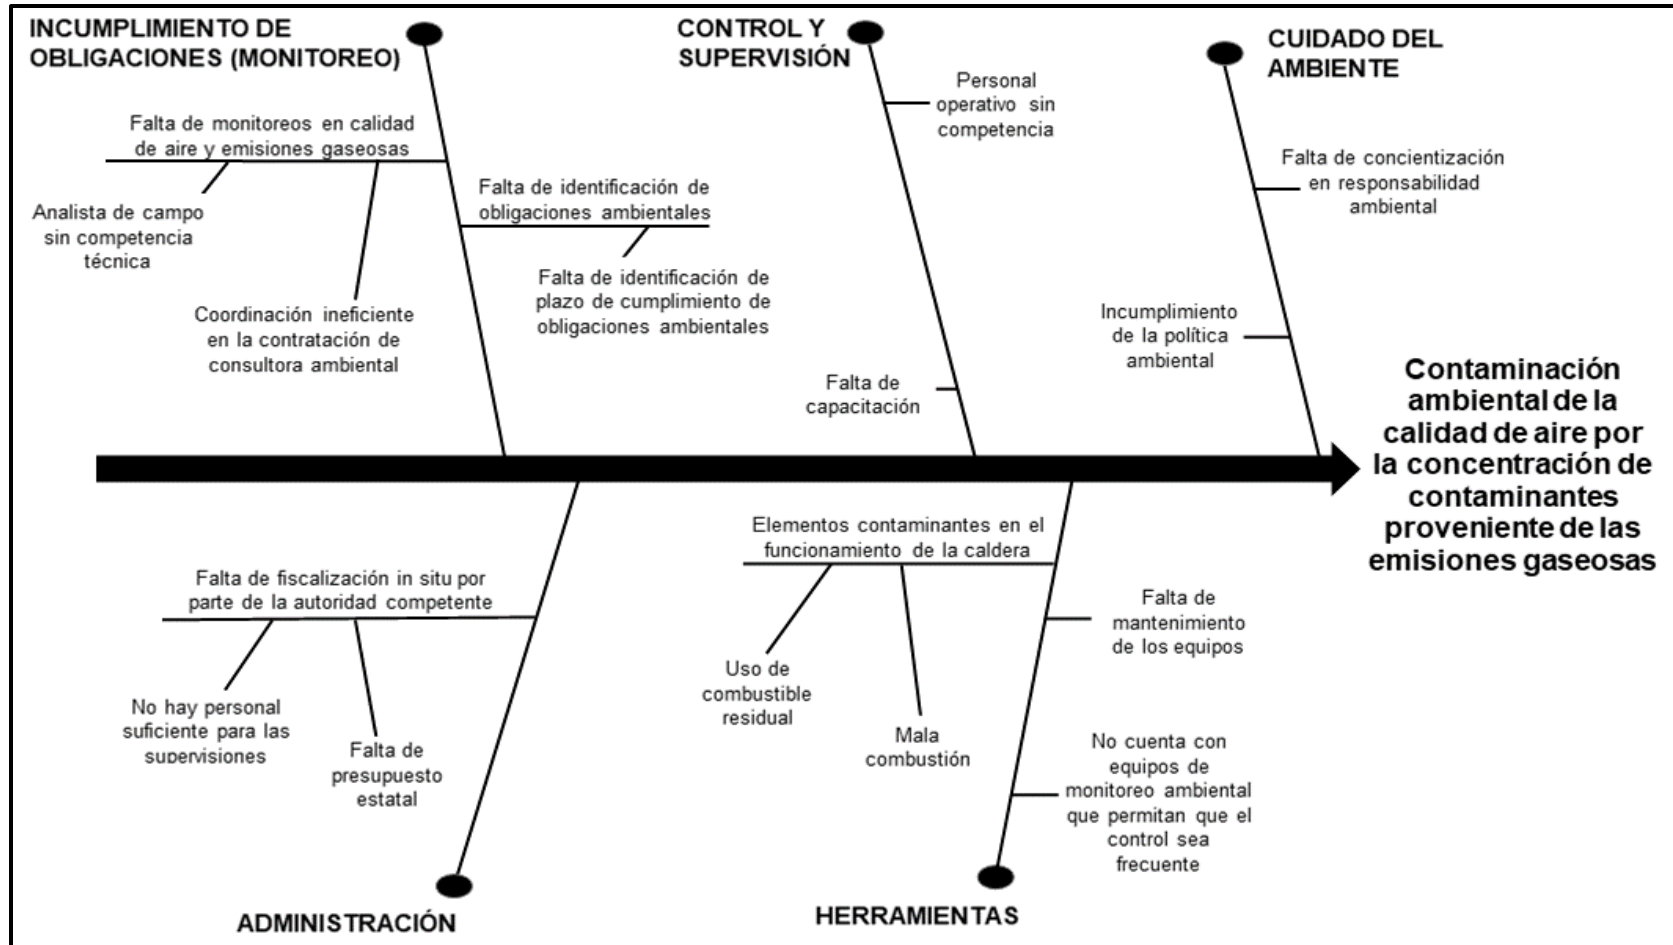 INCUMPLIMIENTO DE
OBLIGACIONES (MONITOREO)
Falta de monitoreos en calidad
de aire y emisiones gaseosas
Analista de campo
sin competencia
técnica
Coordinación ineficiente
en la contratación de
consultora ambiental
Falta de identificación de
obligaciones ambientales
Falta de identificación de
plazo de cumplimiento de
obligaciones ambientales
CONTROL Y
SUPERVISIÓN
Personal
operativo sin
competencia
Falta de
capacitación
CUIDADO DEL
AMBIENTE
Falta de concientización
en responsabilidad
ambiental
Incumplimiento
de la política
ambiental
Contaminación
ambiental de la
calidad de aire por
la concentración de
contaminantes
proveniente de las
emisiones gaseosas
Falta de fiscalización in situ por
parte de la autoridad competente
No hay personal
suficiente para las
supervisiones
Falta de
presupuesto
estatal
ADMINISTRACIÓN
Elementos contaminantes en el
funcionamiento de la caldera
Uso de
combustible
residual
Mala
combustión
Falta de
mantenimiento
de los equipos
No cuenta con
equipos de
monitoreo ambiental
que permitan que el
control sea
frecuente
HERRAMIENTAS